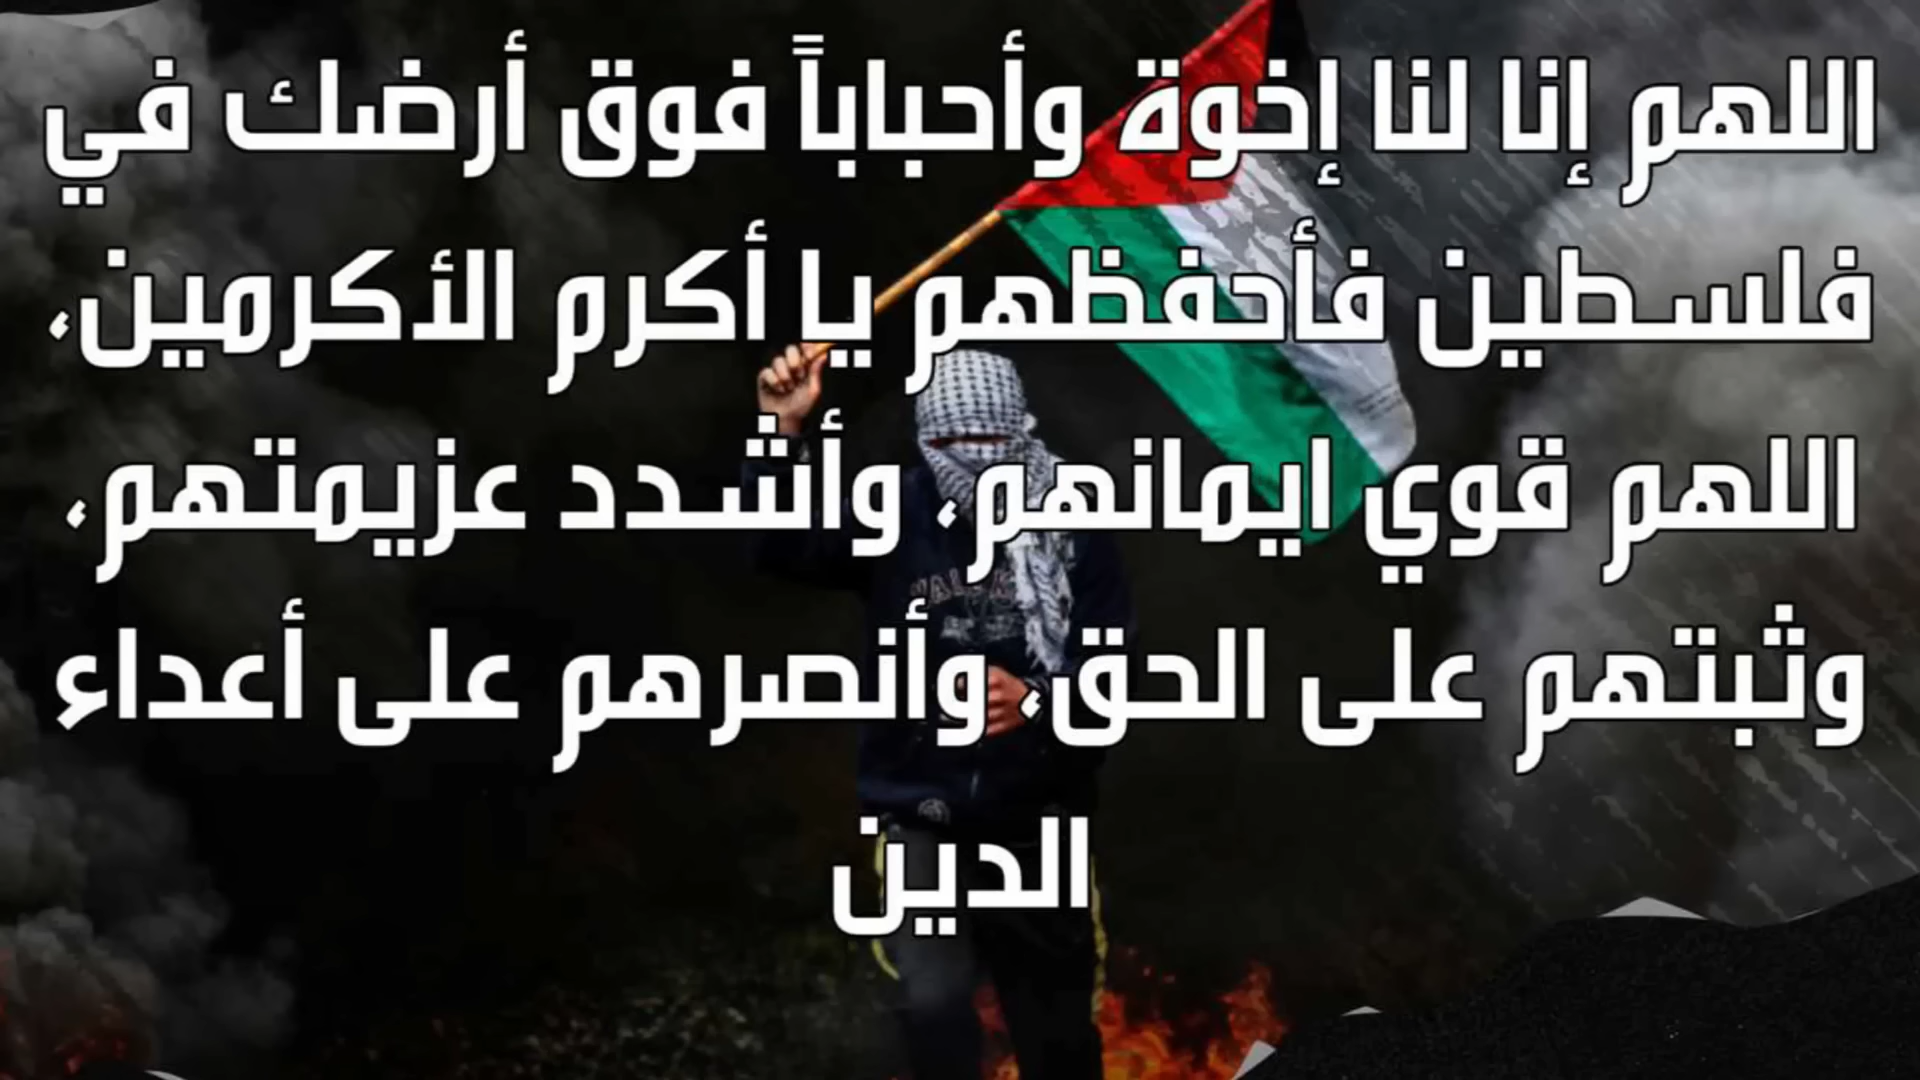 اللهم إنا لنا إخوة وأحباباً فوق أرضك في
فلسطين فأحفظهم يا أكرم الأكرمين،
اللهم قوي ايمانهم، وأشدد عزيمتهم،
وثبتهم على الحق، وأنصرهم على أعداء
الدين